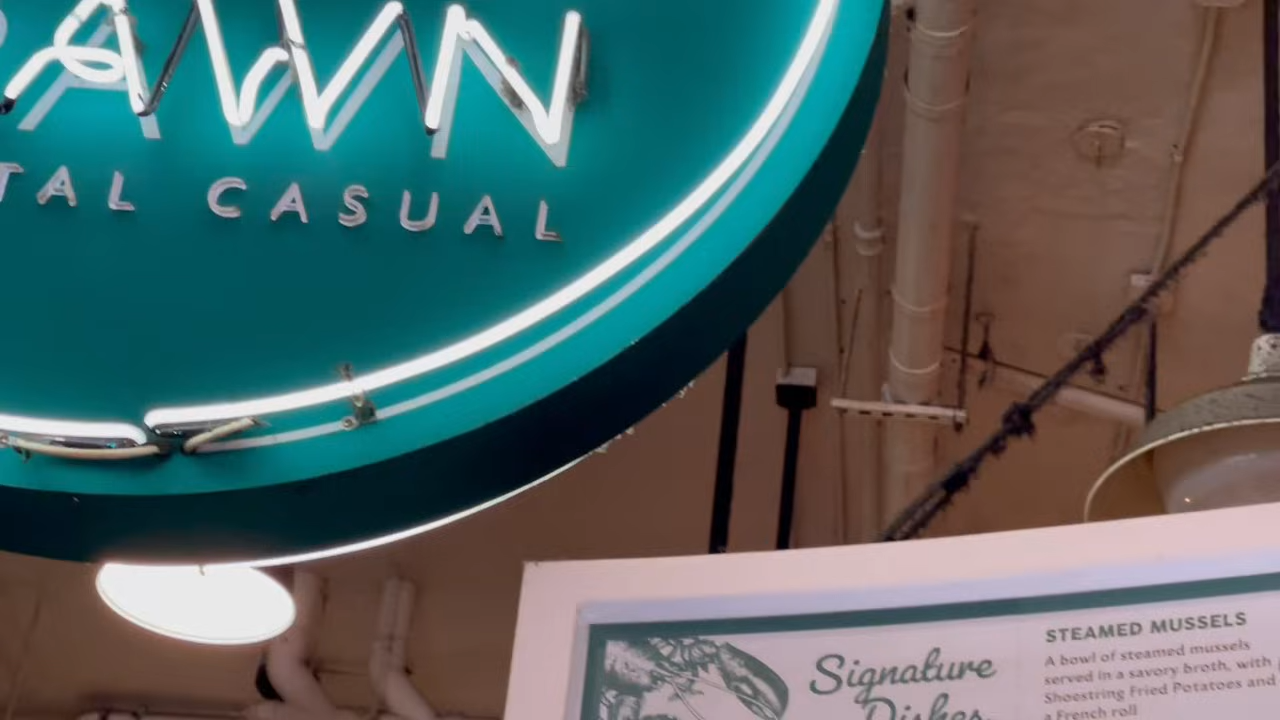 AWN
TAL CASUAL
Signature
Dishes
STEAMED MUSSELS
A bowl of steamed mussels
served in a savory broth, with
Shoestring Fried Potatoes and
a French roll